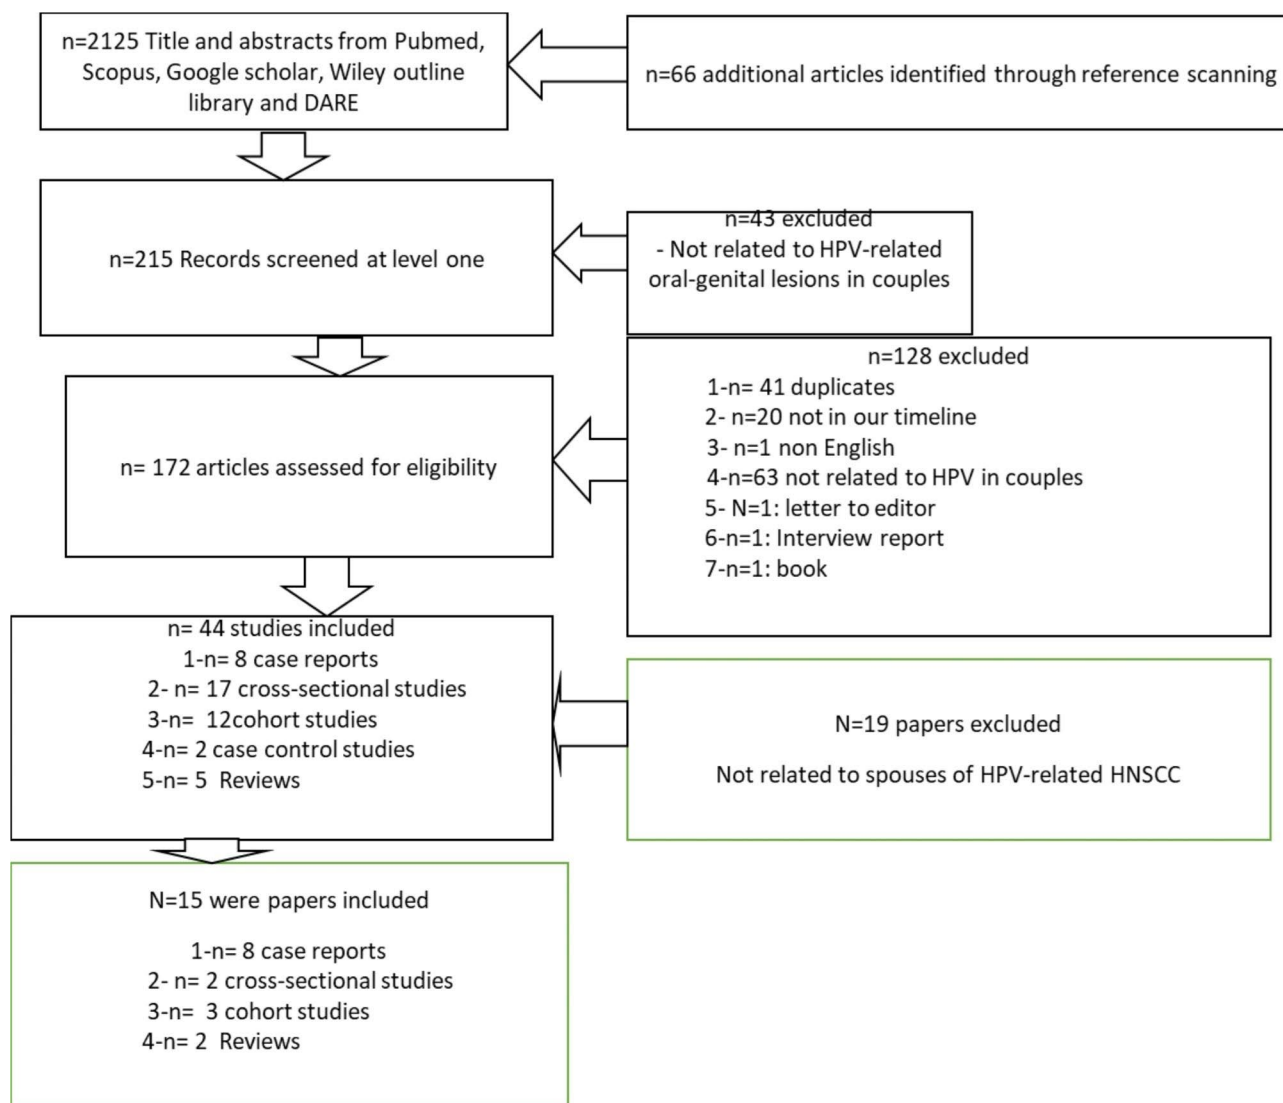 n=2125 Title and abstracts from Pubmed,
Scopus, Google scholar, Wiley outline
library and DARE
n=66 additional articles identified through reference scanning
n=215 Records screened at level one
n=43 excluded
- Not related to HPV-related
oral-genital lesions in couples
n= 172 articles assessed for eligibility
n=128 excluded
1-n= 41 duplicates
2- n=20 not in our timeline
3- n=1 non English
4-n=63 not related to HPV in couples
5- N=1: letter to editor
6-n=1: Interview report
7-n=1: book
n= 44 studies included
1-n= 8 case reports
2- n= 17 cross-sectional studies
3-n=  12cohort studies
4-n= 2 case control studies
5-n= 5  Reviews
N=19 papers excluded
Not related to spouses of HPV-related HNSCC
N=15 were papers included
1-n= 8 case reports
2- n= 2 cross-sectional studies
3-n=  3 cohort studies
4-n= 2  Reviews